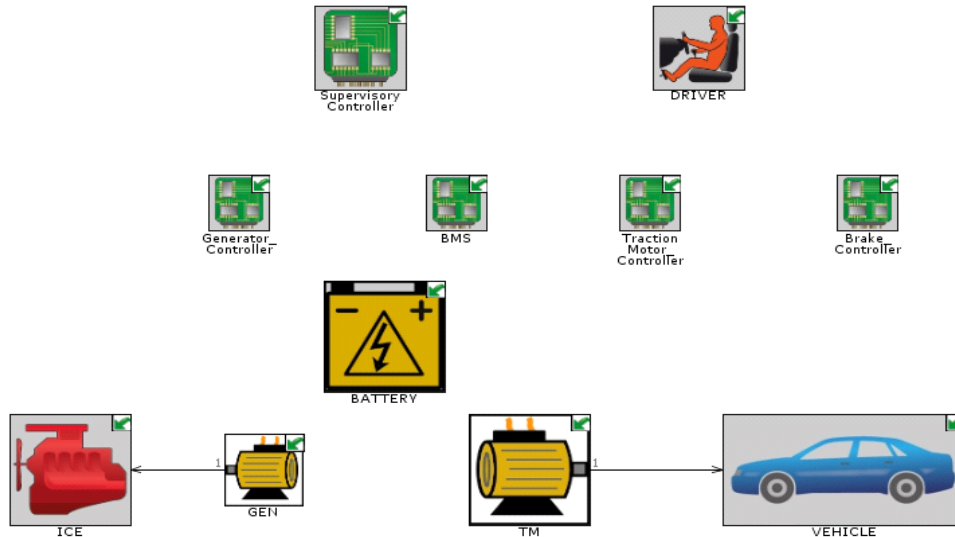 Supervisory
Controller
DRIVER
Generator_
Controller
BMS
Traction
Motor_
Controller
Brake_
Controller
BATTERY
1
1
ICE
GEN
TM
VEHICLE